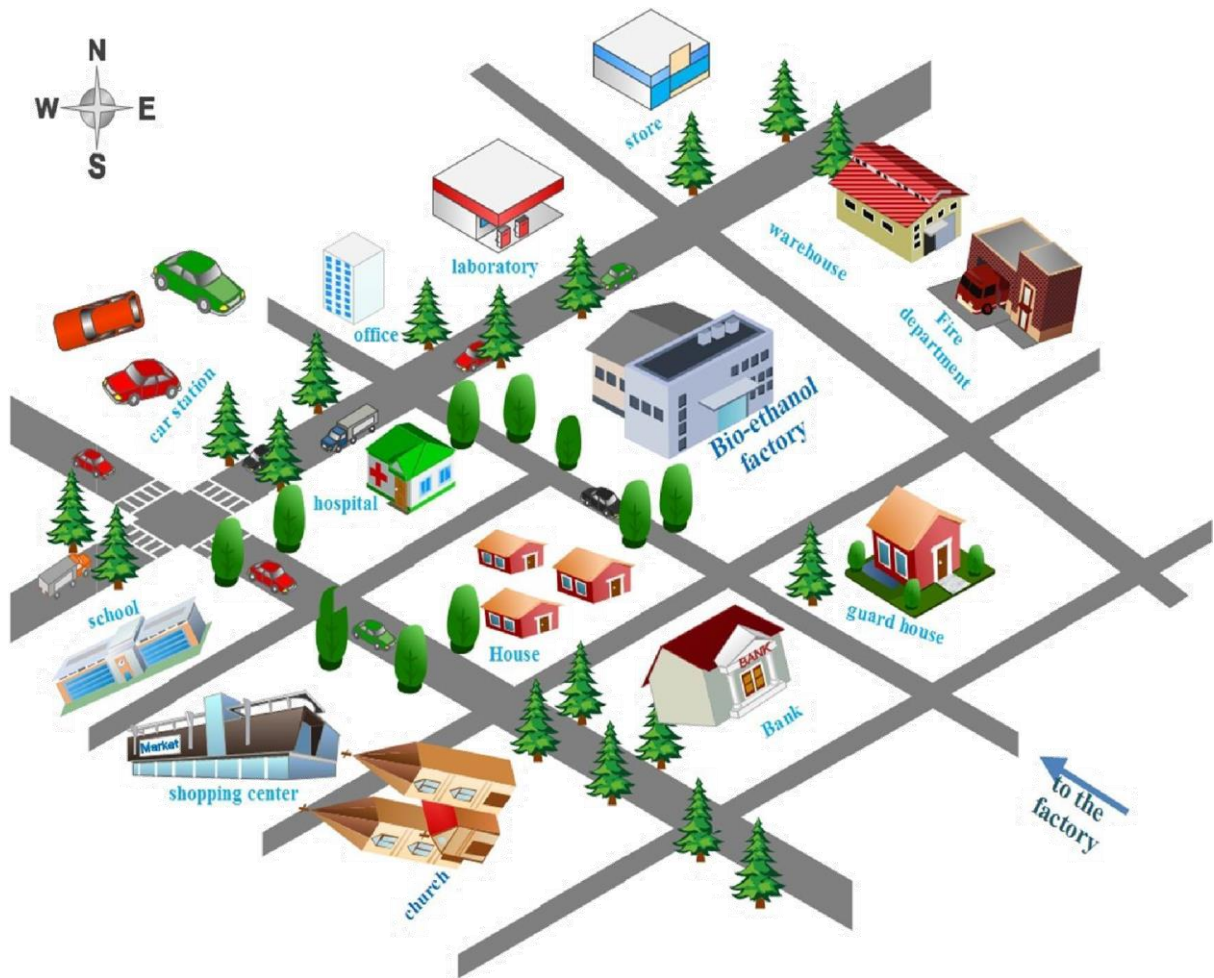 N
W E
S
store
laboratory
warehouse
office
Fire
department
car station
Bio-ethanol
factory
hospital
school
House
guard house
BANK
Bank
Market
shopping center
to the
factory
church